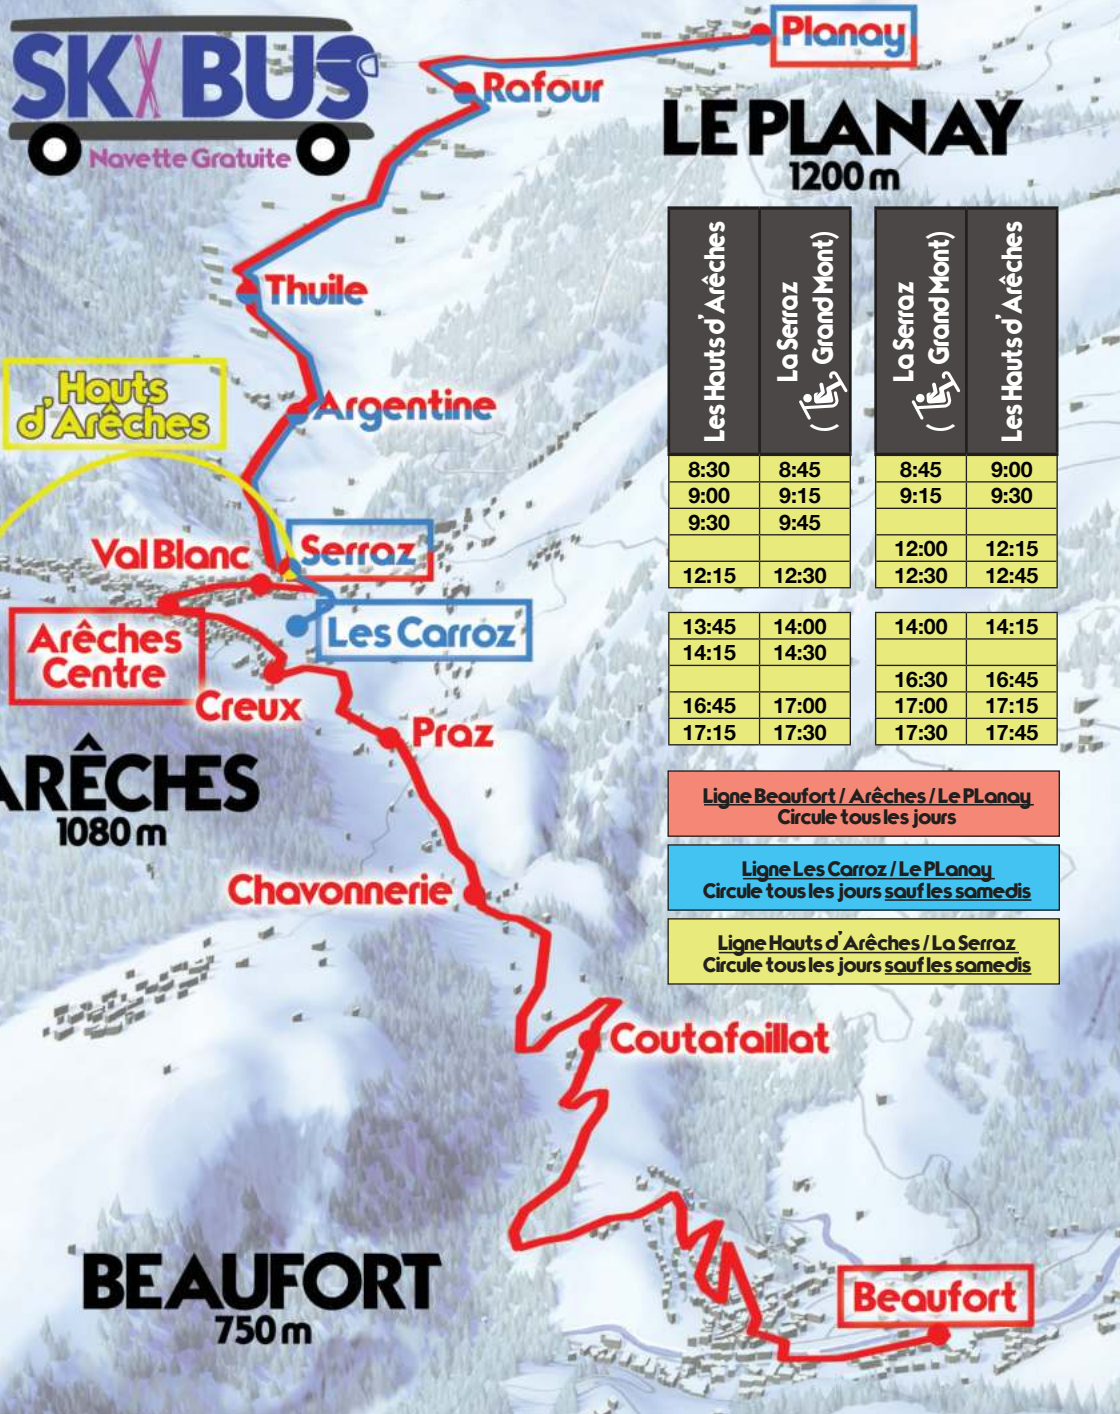 SKI BUS
Navette Gratuite
Planay
Rafour
LE PLANAY
1200 m
Thuile
Hauts
d'Arêches
Argentine
Val Blanc
Serraz
Les Carroz
Arêches
Centre
Creux
Praz
ARÊCHES
1080 m
Chavonnerie
Coutafaillat
BEAUFORT
750 m
Beaufort
Les Hauts d'Arêches
La Serraz
( Grand Mont)
La Serraz
( Grand Mont)
Les Hauts d'Arêches
8:30 8:45 8:45 9:00
9:00 9:15 9:15 9:30
9:30 9:45
12:00 12:15
12:15 12:30 12:30 12:45
13:45 14:00 14:00 14:15
14:15 14:30
16:30 16:45
16:45 17:00 17:00 17:15
17:15 17:30 17:30 17:45
Ligne Beaufort / Arêches / Le PLanay
Circule tous les jours
Ligne Les Carroz / Le PLanay
Circule tous les jours sauf les samedis
Ligne Hauts d'Arêches / La Serraz
Circule tous les jours sauf les samedis